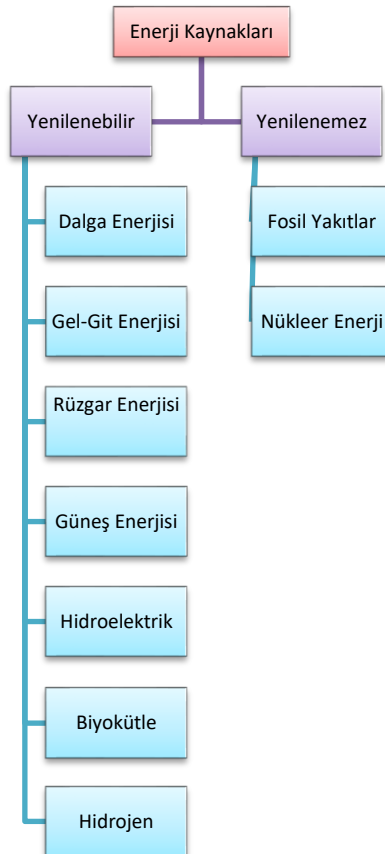 Enerji Kaynakları
Yenilenebilir
Yenilenemez
Dalga Enerjisi
Fosil Yakıtlar
Gel-Git Enerjisi
Nükleer Enerji
Rüzgar Enerjisi
Güneş Enerjisi
Hidroelektrik
Biyokütle
Hidrojen